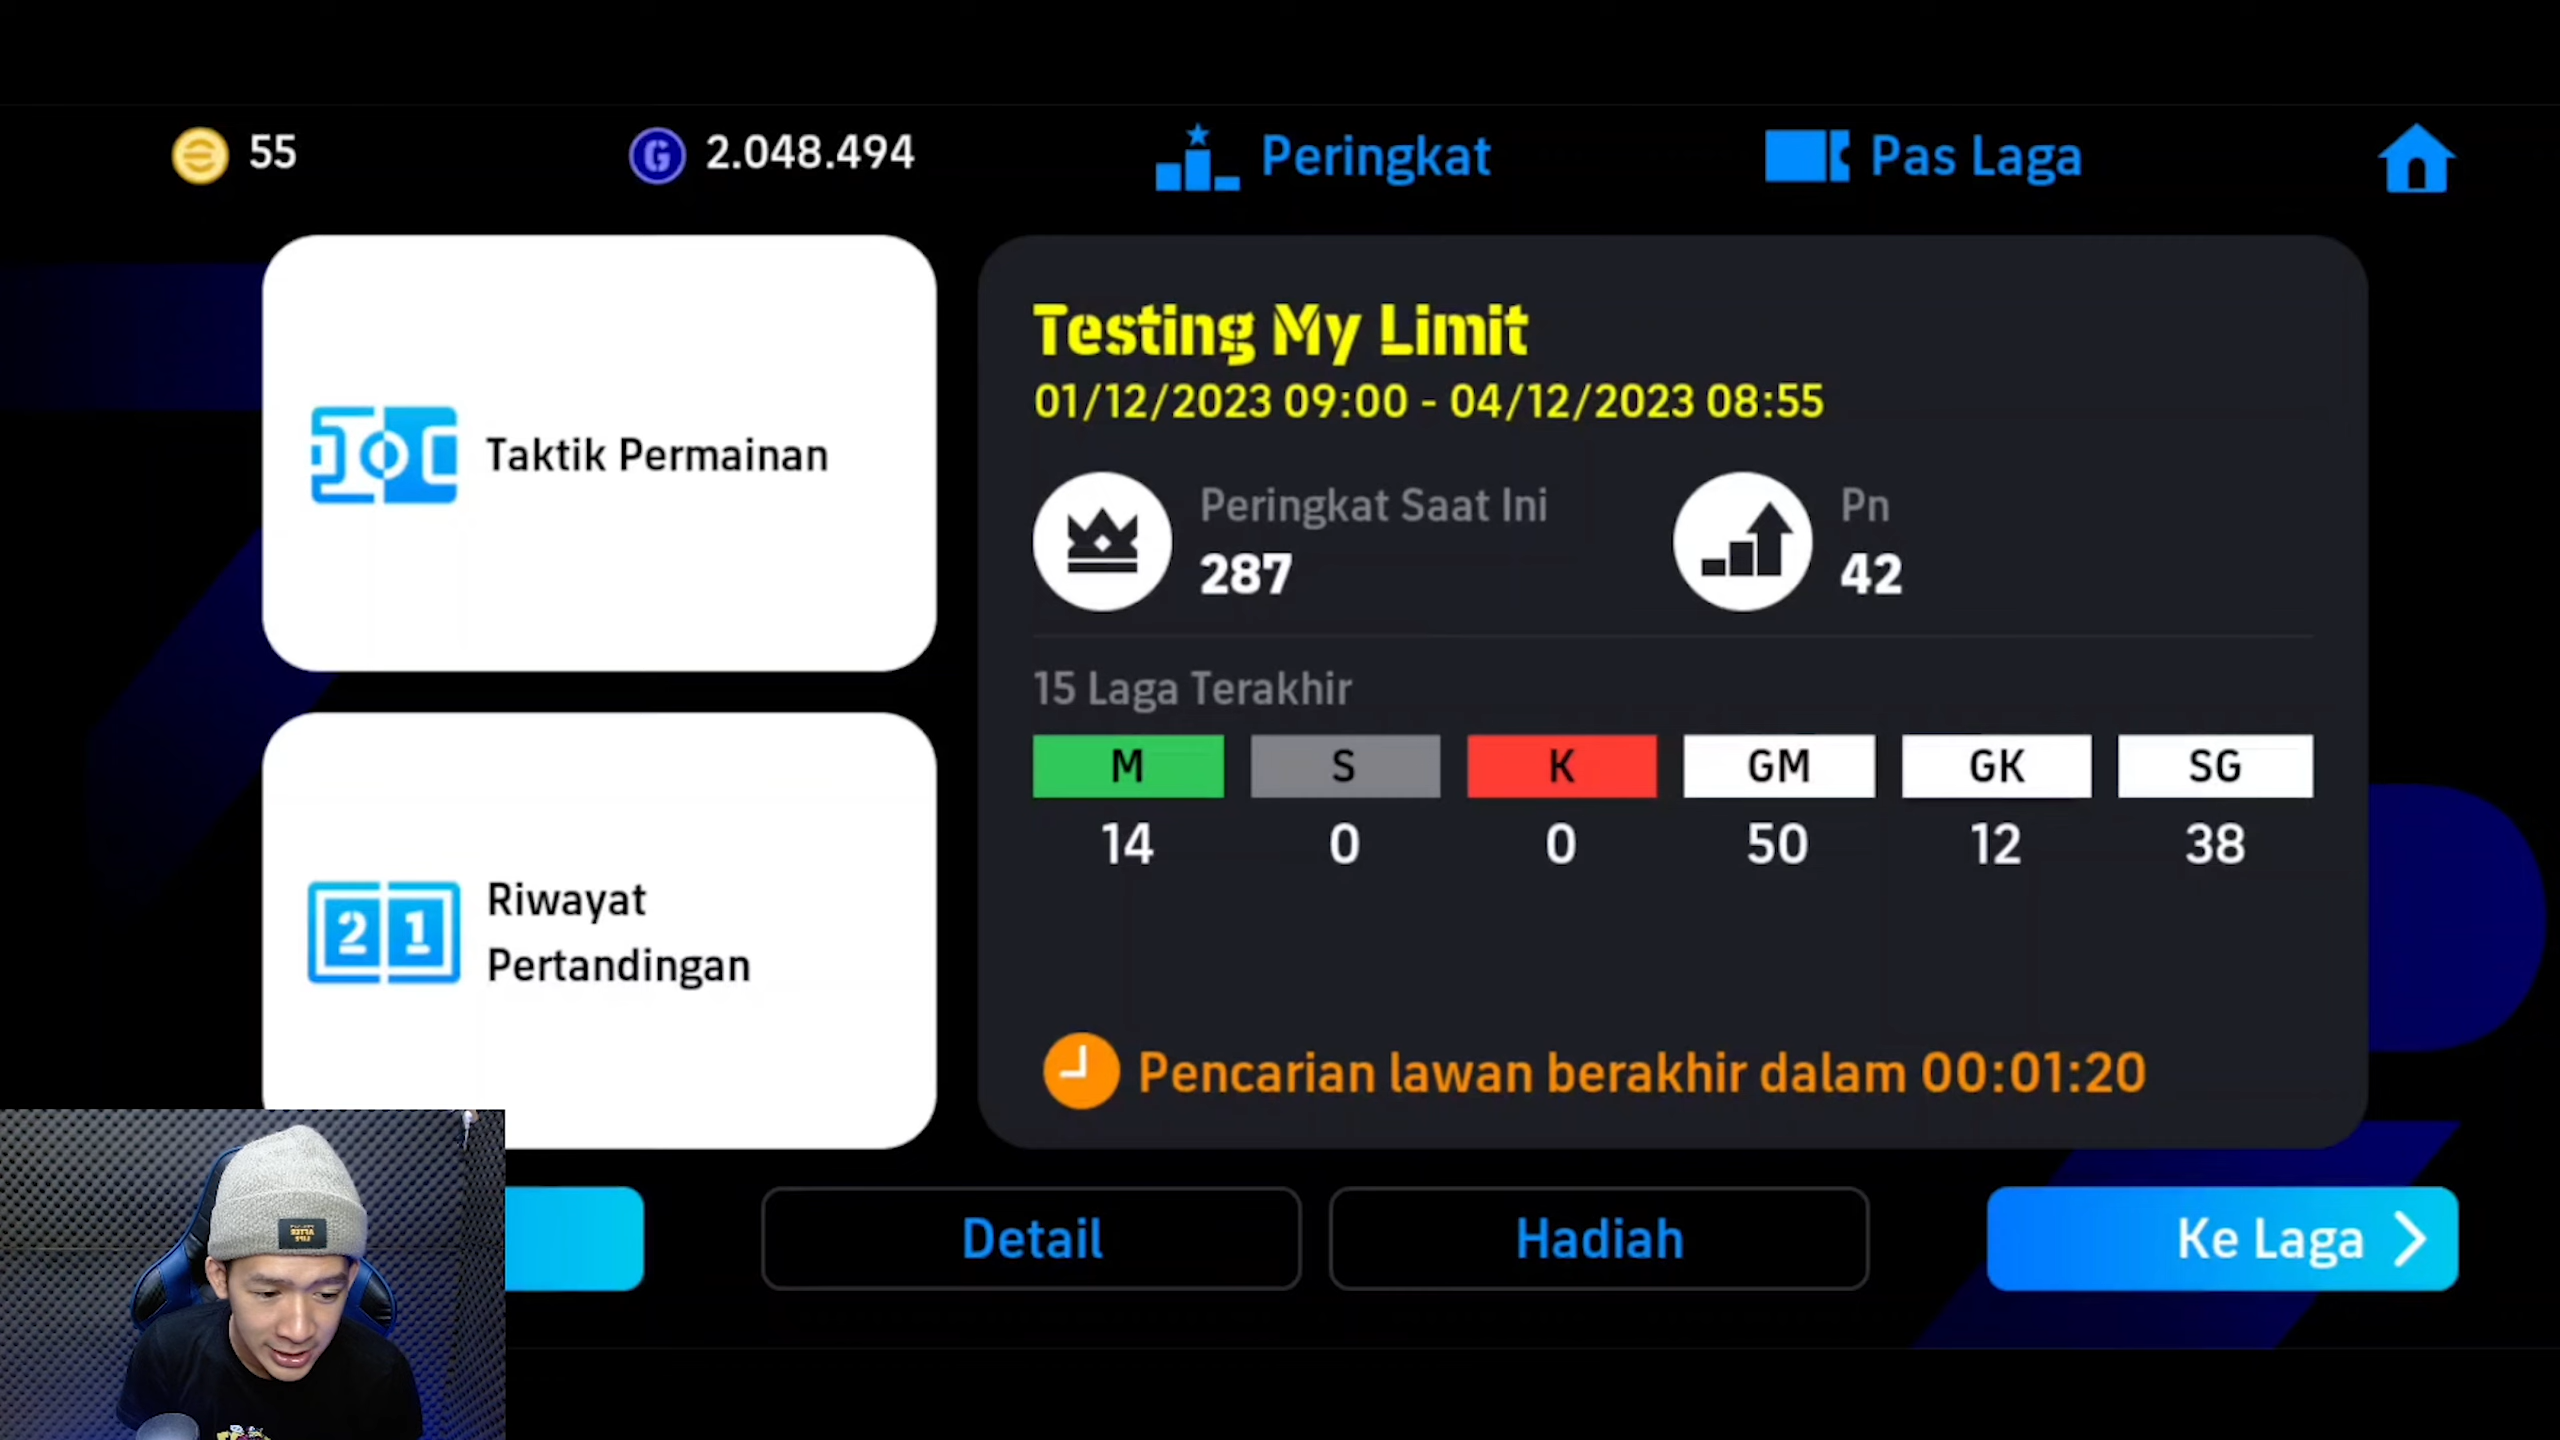 55
2.048.494
Peringkat
Pas Laga
Taktik Permainan
Riwayat
Pertandingan
21
Testing My Limit
01/12/2023 09:00 - 04/12/2023 08:55
Peringkat Saat Ini
287
Pn
42
15 Laga Terakhir
M S K GM GK SG
14 0 0 50 12 38
Pencarian lawan berakhir dalam 00:01:20
Detail
Hadiah
Ke Laga